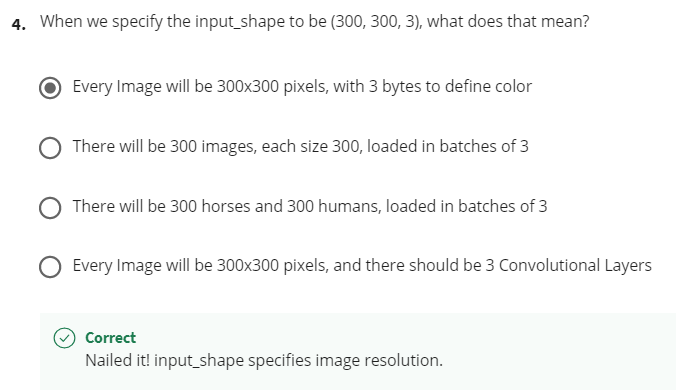 4. When we specify the input_shape to be (300, 300, 3), what does that mean?
Every Image will be 300x300 pixels, with 3 bytes to define color
There will be 300 images, each size 300, loaded in batches of 3
There will be 300 horses and 300 humans, loaded in batches of 3
Every Image will be 300x300 pixels, and there should be 3 Convolutional Layers
Correct
Nailed it! input_shape specifies image resolution.